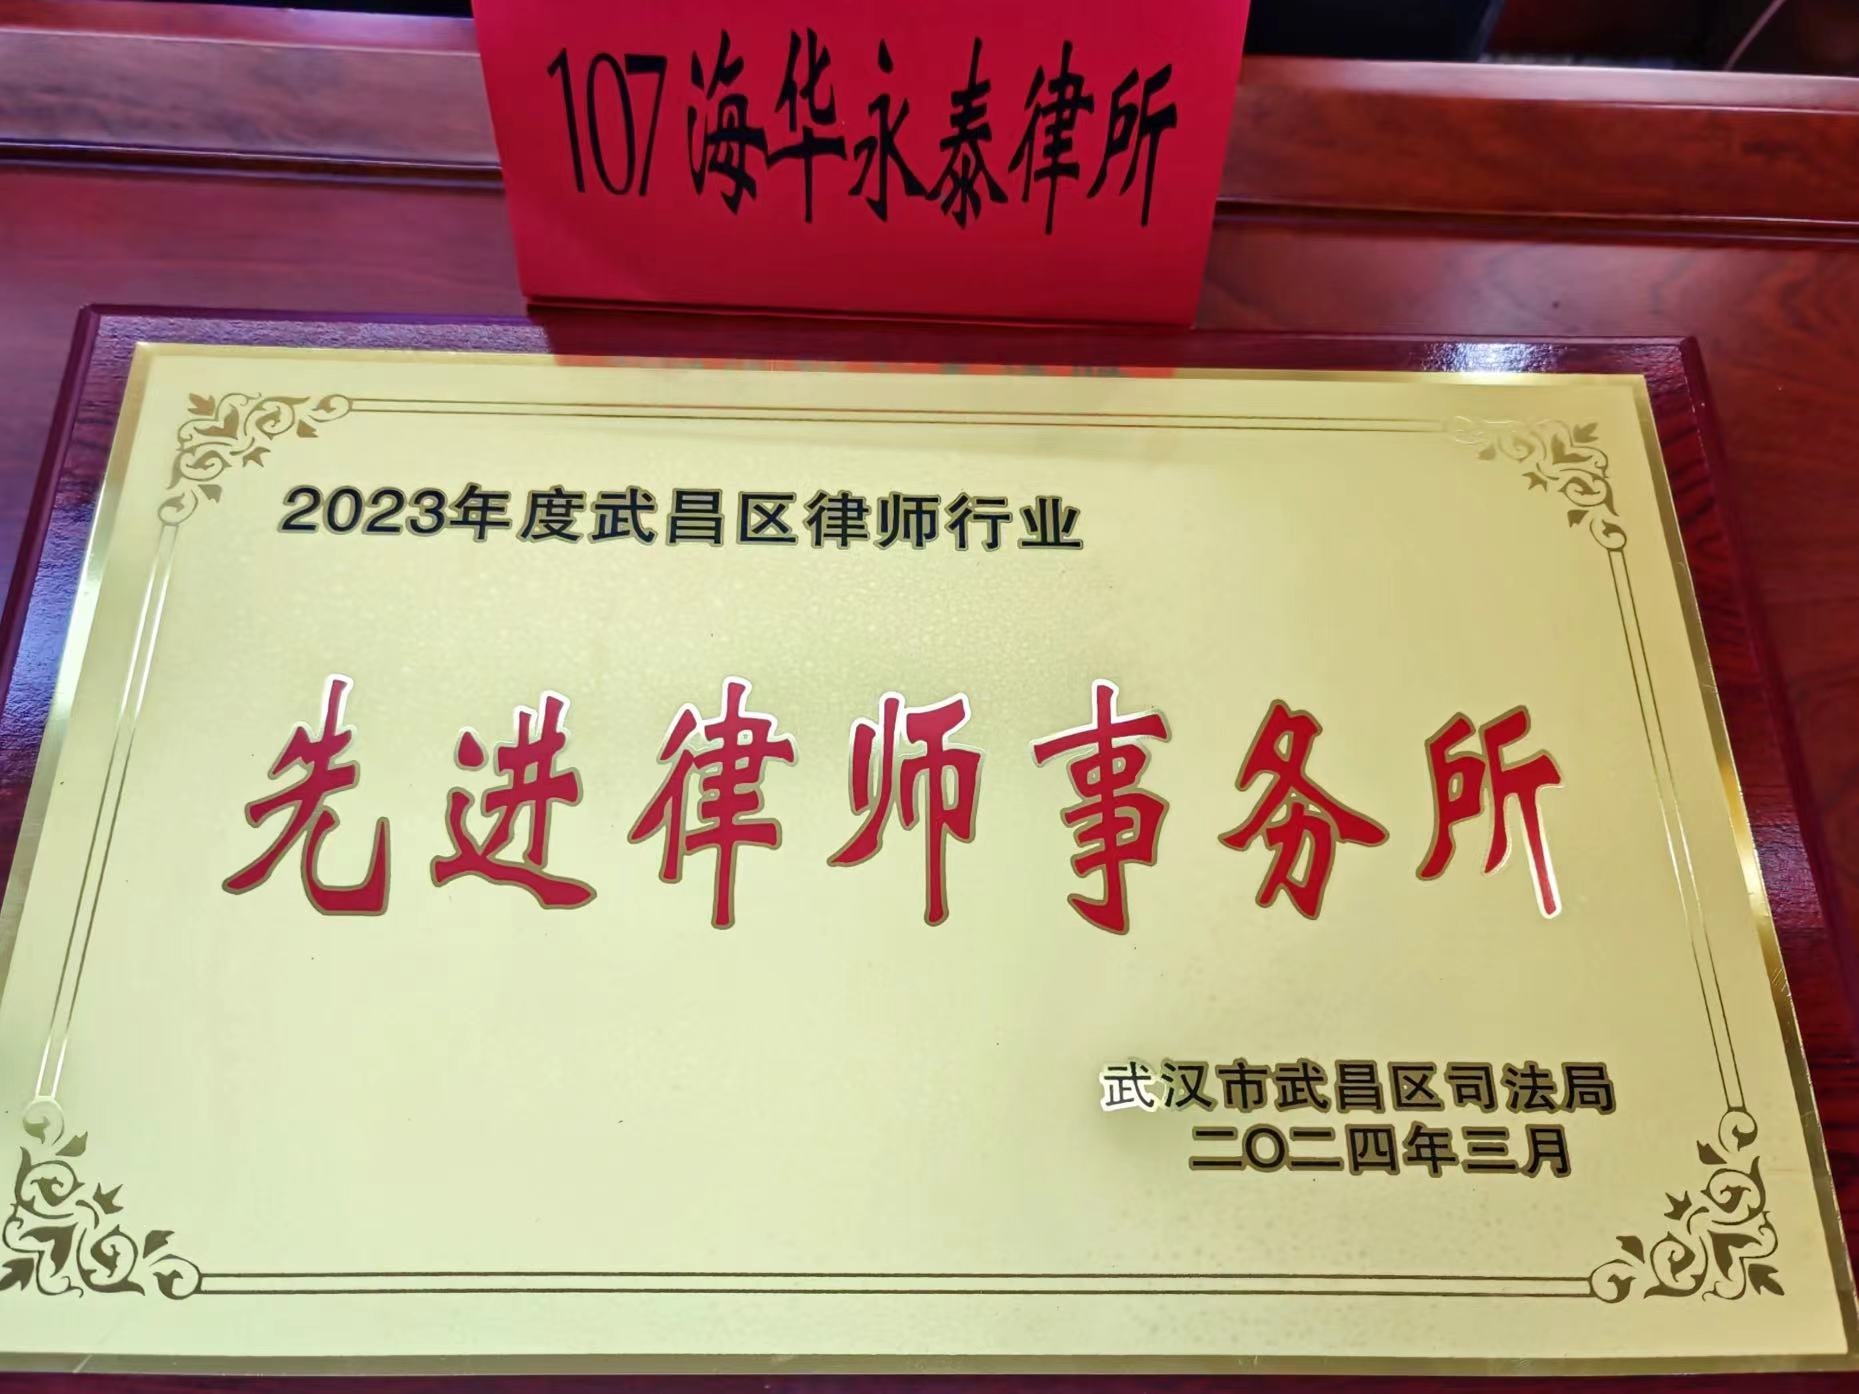 107海华永泰律所
2023年度武昌区律师行业
先进律师事务所
武汉市武昌区司法局
二〇二四年三月